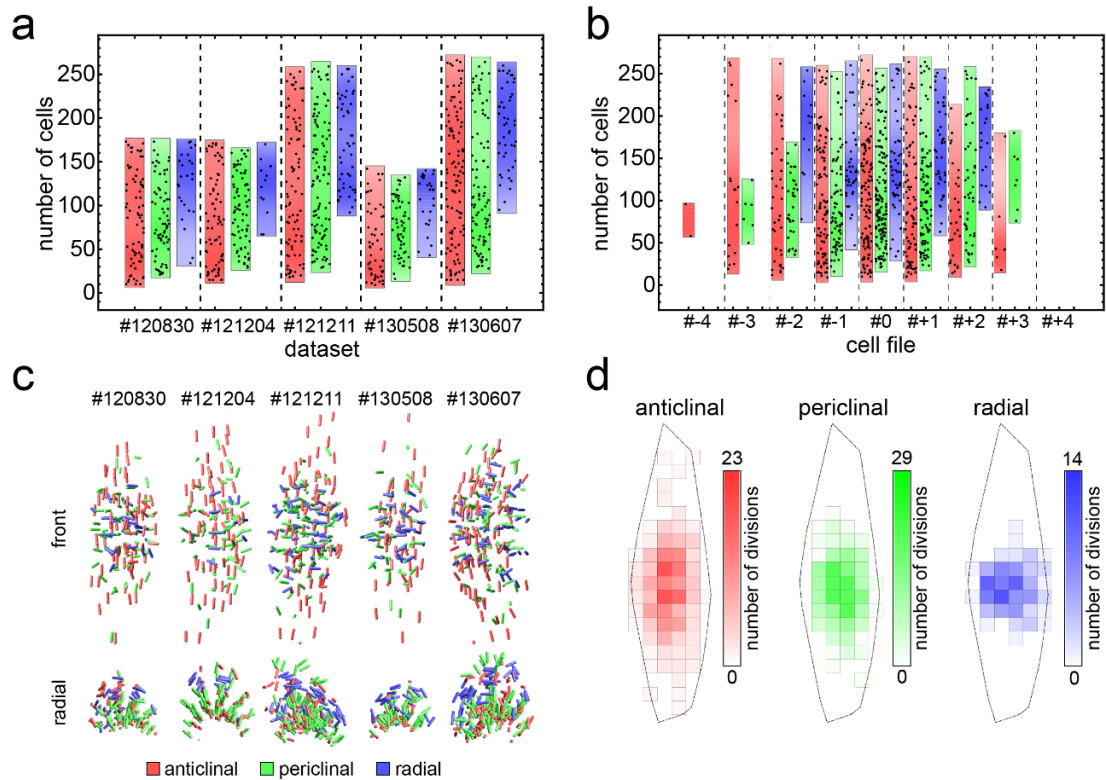 a
number of cells
250
200
150
100
50
0
#120830 #121204 #121211 #130508 #130607
dataset
b
number of cells
250
200
150
100
50
0
#-4 #-3 #-2 #-1 #0 #+1 #+2 #+3 #+4
cell file
c
#120830 #121204 #121211 #130508 #130607
front
radial
anticlinal periclinal radial
d
anticlinal periclinal radial
23
number of divisions
0
29
number of divisions
0
14
number of divisions
0